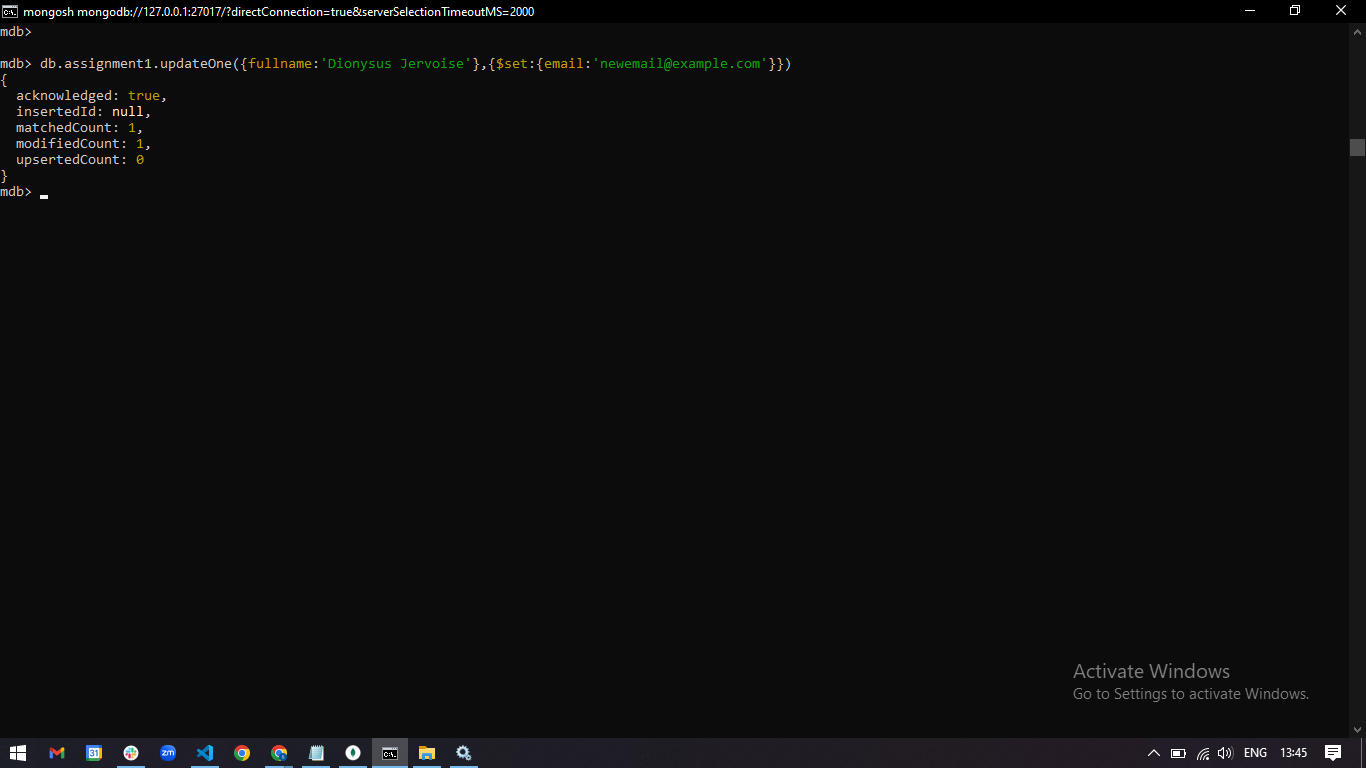 mongosh mongodb://127.0.0.1:27017/?directConnection=true&serverSelectionTimeoutMS=2000
mdb>
mdb> db.assignment1.updateOne({fullname:'Dionysus Jervoise'},{$set:{email:'newemail@example.com'}})
{
  acknowledged: true,
  insertedId: null,
  matchedCount: 1,
  modifiedCount: 1,
  upsertedCount: 0
}
mdb>
Activate Windows
Go to Settings to activate Windows.
31
zm
ENG
13:45